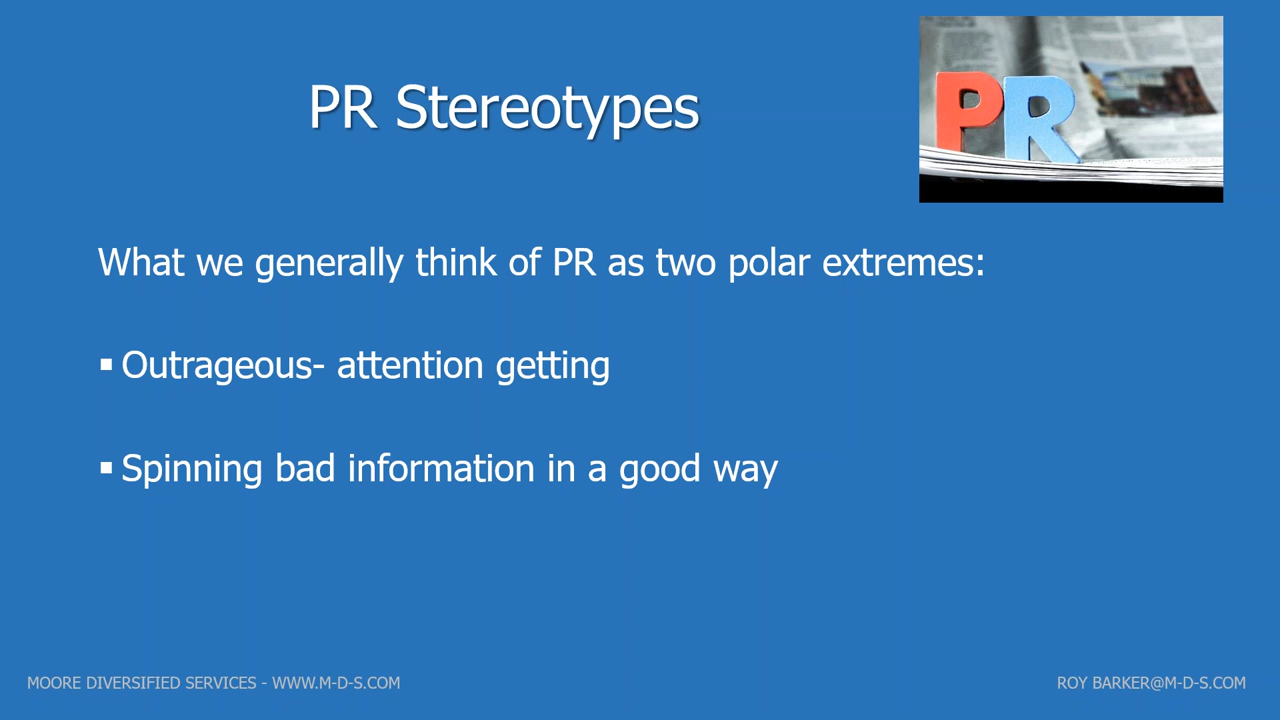 PR Stereotypes
PR
What we generally think of PR as two polar extremes:
▪ Outrageous- attention getting
▪ Spinning bad information in a good way
MOORE DIVERSIFIED SERVICES - WWW.M-D-S.COM
ROY BARKER@M-D-S.COM